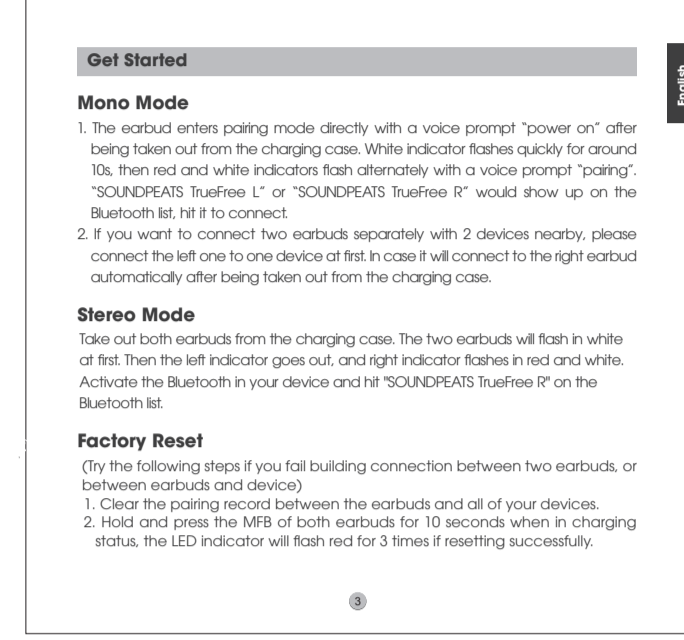 Get Started
English
Mono Mode
1. The earbud enters pairing mode directly with a voice prompt “power on” after
being taken out from the charging case. White indicator flashes quickly for around
10s, then red and white indicators flash alternately with a voice prompt “pairing”.
“SOUNDPEATS TrueFree L” or “SOUNDPEATS TrueFree R” would show up on the
Bluetooth list, hit it to connect.
2. If you want to connect two earbuds separately with 2 devices nearby, please
connect the left one to one device at first. In case it will connect to the right earbud
automatically after being taken out from the charging case.
Stereo Mode
Take out both earbuds from the charging case. The two earbuds will flash in white
at first. Then the left indicator goes out, and right indicator flashes in red and white.
Activate the Bluetooth in your device and hit "SOUNDPEATS TrueFree R" on the
Bluetooth list.
Factory Reset
(Try the following steps if you fail building connection between two earbuds, or
between earbuds and device)
1. Clear the pairing record between the earbuds and all of your devices.
2. Hold and press the MFB of both earbuds for 10 seconds when in charging
status, the LED indicator will flash red for 3 times if resetting successfully.
3